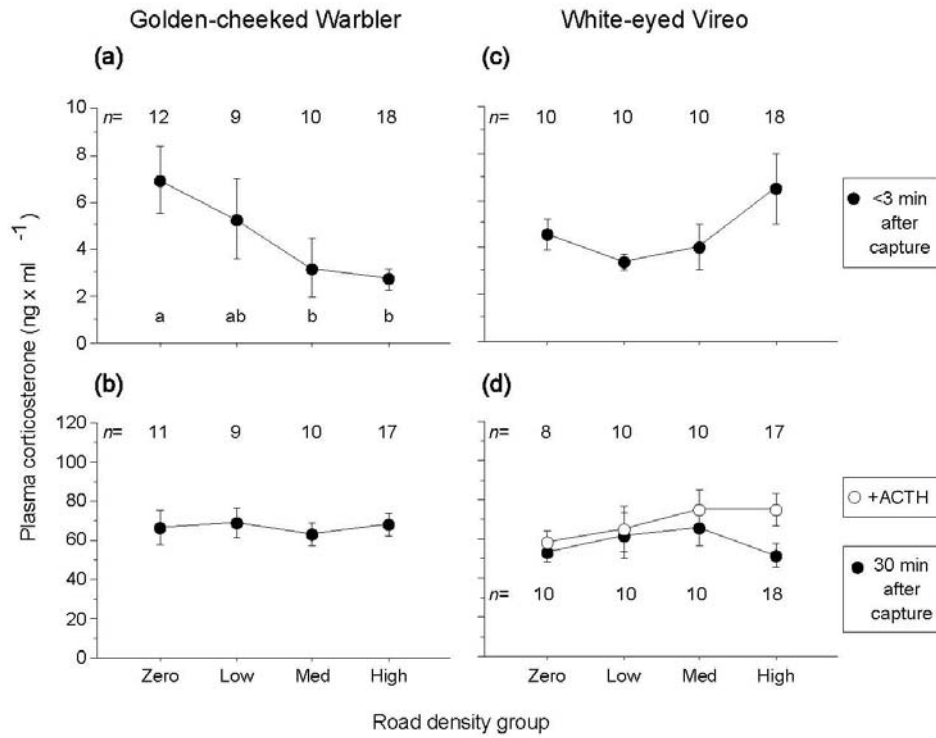 Golden-cheeked Warbler
White-eyed Vireo
(a)
(c)
10
n= 12 9 10 18
n= 10 10 10 18
8
6
4
2
0
a ab b b
<3 min
after
capture
Plasma corticosterone (ng x ml -1)
(b)
(d)
120
n= 11 9 10 17
n= 8 10 10 17
100
80
60
40
20
0
n= 10 10 10 18
+ACTH
30 min
after
capture
Zero Low Med High
Zero Low Med High
Road density group